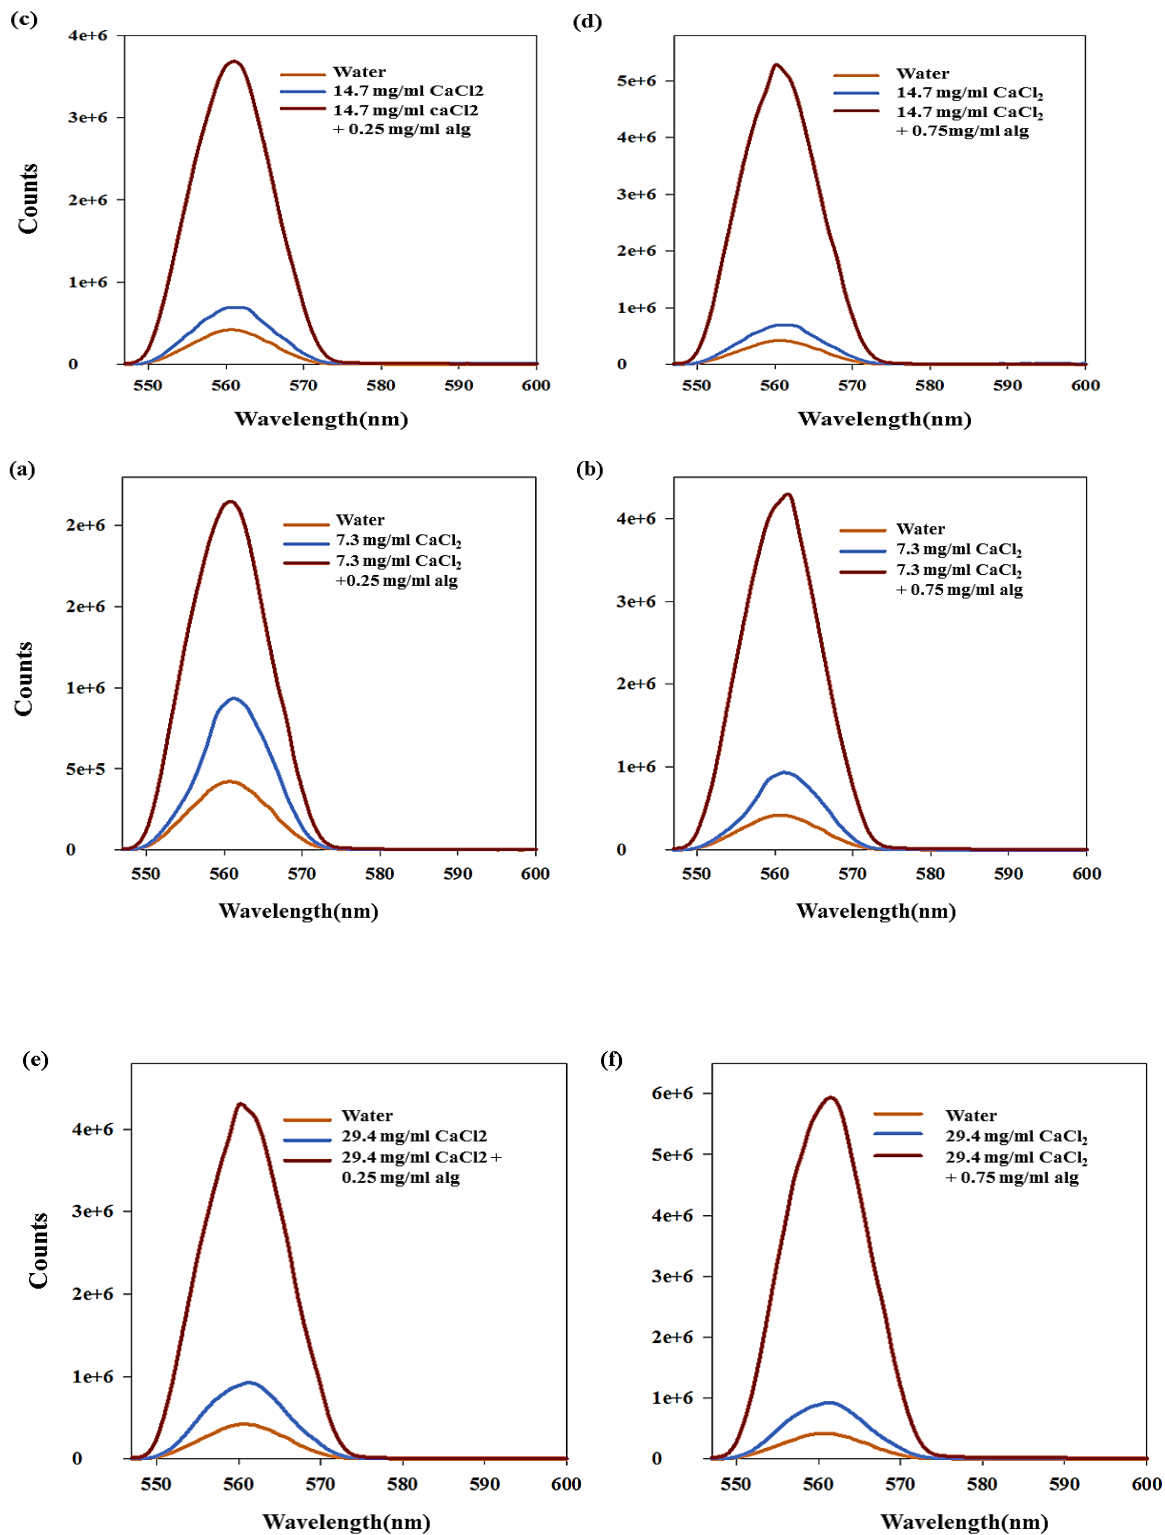 (c)
4e+6
3e+6
2e+6
1e+6
0
Counts
Water
14.7 mg/ml CaCl2
14.7 mg/ml caCl2
+ 0.25 mg/ml alg
550 560 570 580 590 600
Wavelength(nm)
(d)
5e+6
4e+6
3e+6
2e+6
1e+6
0
Water
14.7 mg/ml CaCl₂
14.7 mg/ml CaCl₂
+ 0.75mg/ml alg
550 560 570 580 590 600
Wavelength(nm)
(a)
2e+6
2e+6
1e+6
5e+5
0
Counts
Water
7.3 mg/ml CaCl₂
7.3 mg/ml CaCl₂
+0.25 mg/ml alg
550 560 570 580 590 600
Wavelength(nm)
(b)
4e+6
3e+6
2e+6
1e+6
0
Water
7.3 mg/ml CaCl₂
7.3 mg/ml CaCl₂
+ 0.75 mg/ml alg
550 560 570 580 590 600
Wavelength(nm)
(e)
4e+6
3e+6
2e+6
1e+6
0
Counts
Water
29.4 mg/ml CaCl2
29.4 mg/ml CaCl2 +
0.25 mg/ml alg
550 560 570 580 590 600
Wavelength(nm)
(f)
6e+6
5e+6
4e+6
3e+6
2e+6
1e+6
0
Water
29.4 mg/ml CaCl₂
29.4 mg/ml CaCl₂
+ 0.75 mg/ml alg
550 560 570 580 590 600
Wavelength(nm)